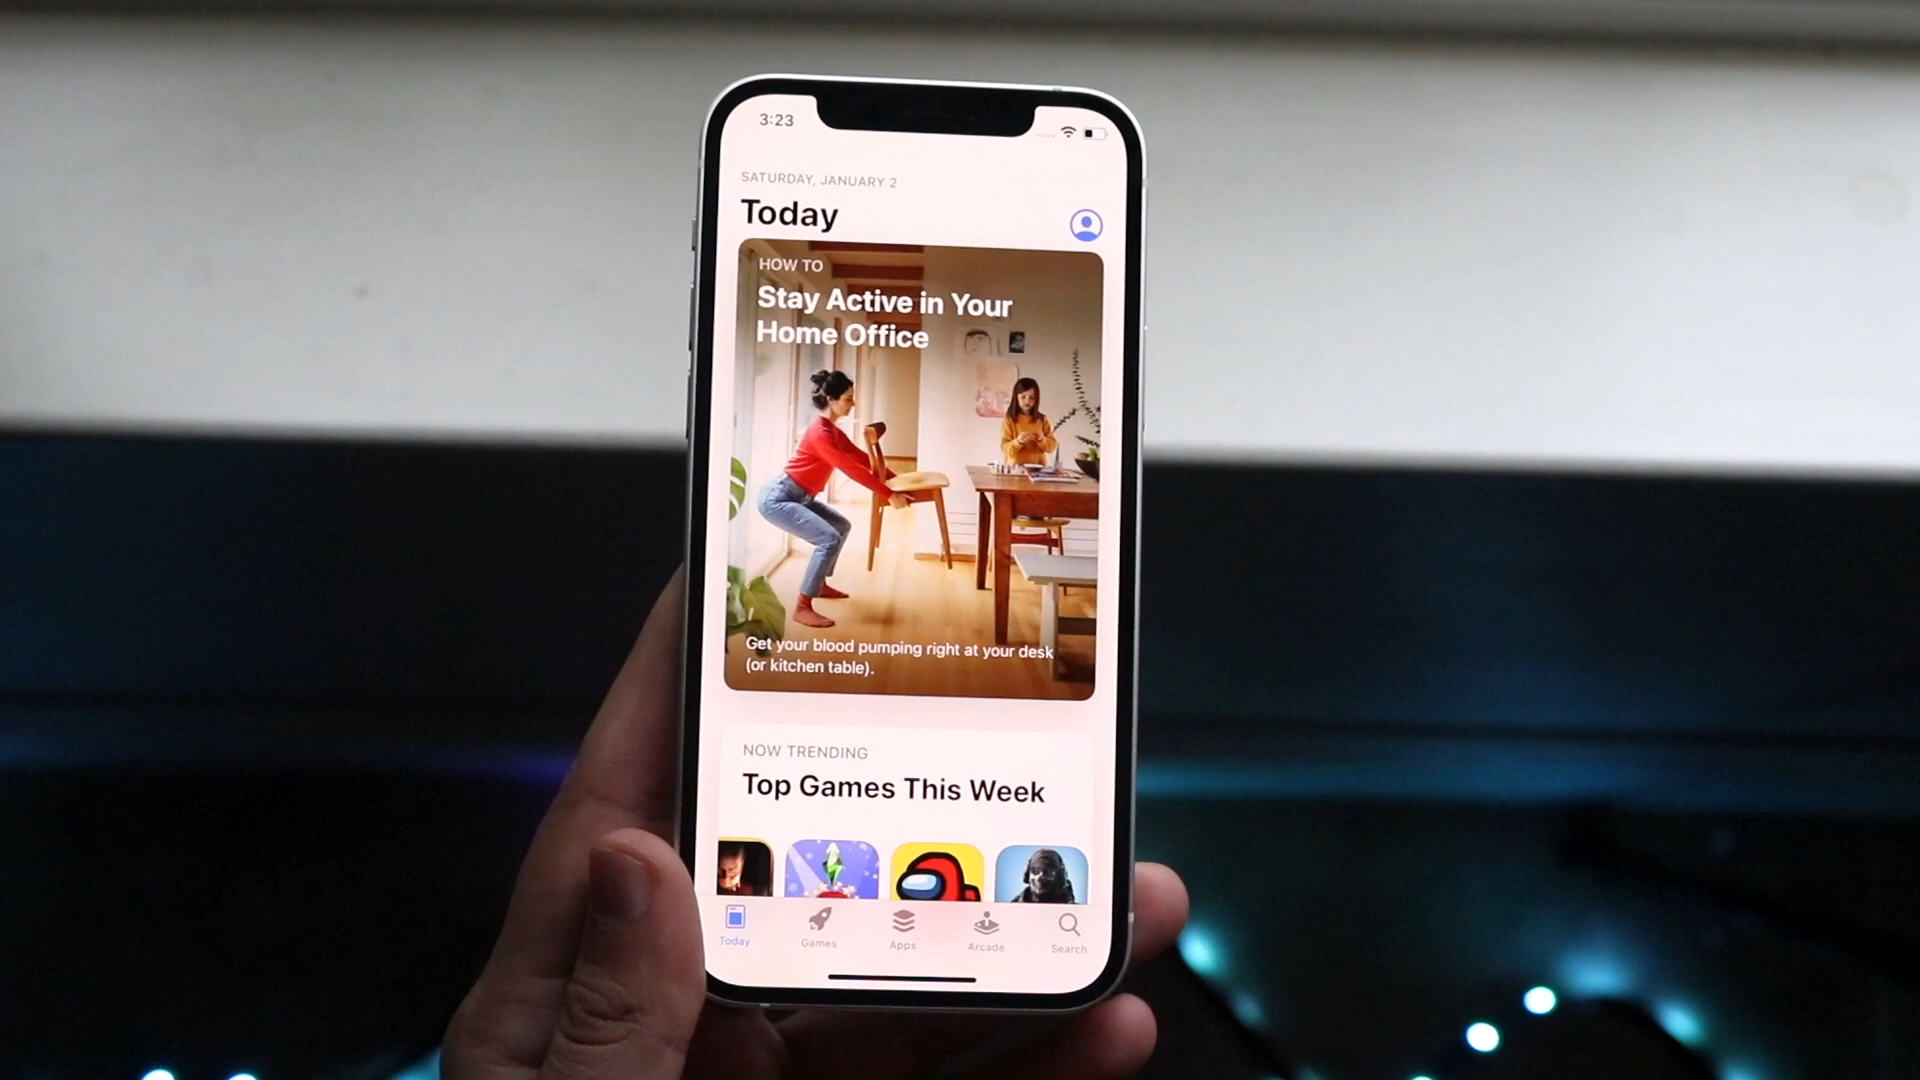 3:23
SATURDAY, JANUARY 2
Today
HOW TO
Stay Active in Your
Home Office
Get your blood pumping right at your desk
(or kitchen table).
NOW TRENDING
Top Games This Week
Today
Games
Apps
Arcade
Search